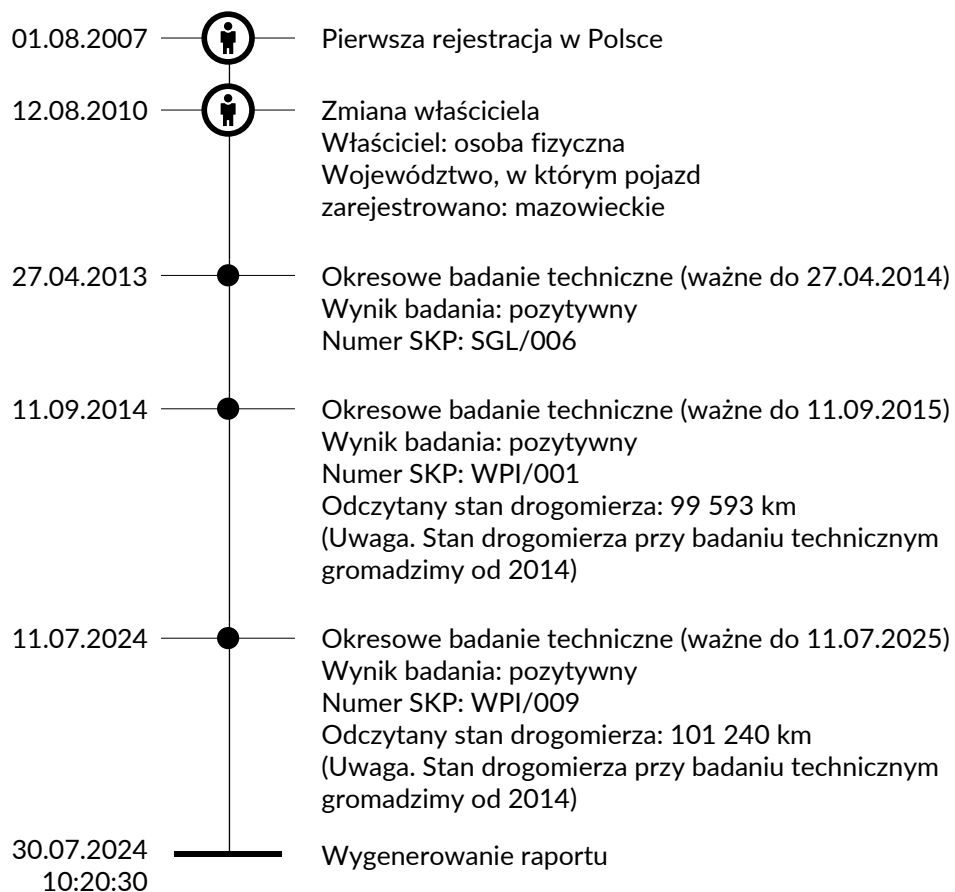 01.08.2007 Pierwsza rejestracja w Polsce
12.08.2010 Zmiana właściciela
Właściciel: osoba fizyczna
Województwo, w którym pojazd
zarejestrowano: mazowieckie
27.04.2013 Okresowe badanie techniczne (ważne do 27.04.2014)
Wynik badania: pozytywny
Numer SKP: SGL/006
11.09.2014 Okresowe badanie techniczne (ważne do 11.09.2015)
Wynik badania: pozytywny
Numer SKP: WPI/001
Odczytany stan drogomierza: 99 593 km
(Uwaga. Stan drogomierza przy badaniu technicznym
gromadzimy od 2014)
11.07.2024 Okresowe badanie techniczne (ważne do 11.07.2025)
Wynik badania: pozytywny
Numer SKP: WPI/009
Odczytany stan drogomierza: 101 240 km
(Uwaga. Stan drogomierza przy badaniu technicznym
gromadzimy od 2014)
30.07.2024 Wygenerowanie raportu
10:20:30